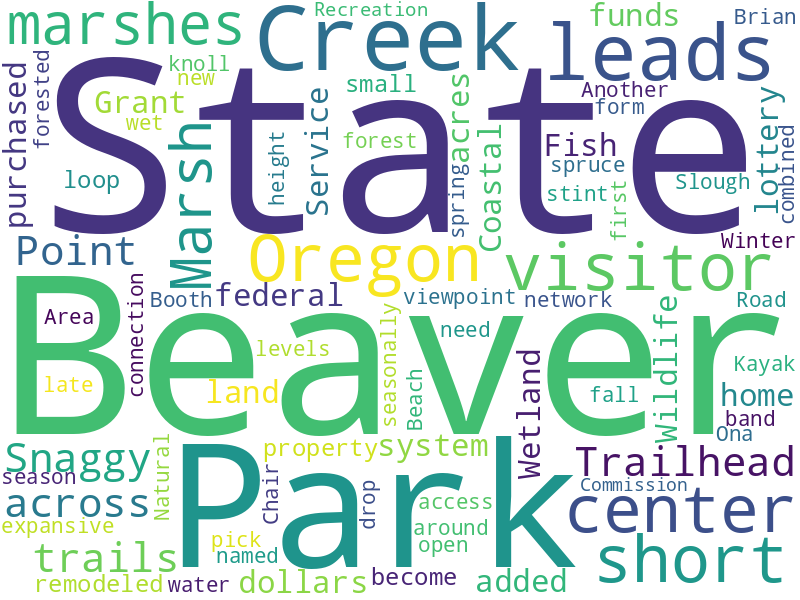 Recreation
marshes
Creek
funds
Brian
leads
knoll
new
forested
purchased
State
Grant
wet
small
Another
form
Marsh
height
Service
forest
spring
acres
Coastal
Fish
spruce
stint
first
Slough
lottery
combined
loop
Point
Oregon
visitor
Winter
Area
connection
Booth
federal
viewpoint
network
Road
Beaver
levels
seasonally
need
Wildlife
Kayak
late
land
Beach
Wetland
fall
home
band
Ona
Snaggy
season
Natural
property
system
Trailhead
Commission
Park
across
Chair
drop
access
center
expansive
pick
around
open
trails
named
short
remodeled
water
dollars
become
added